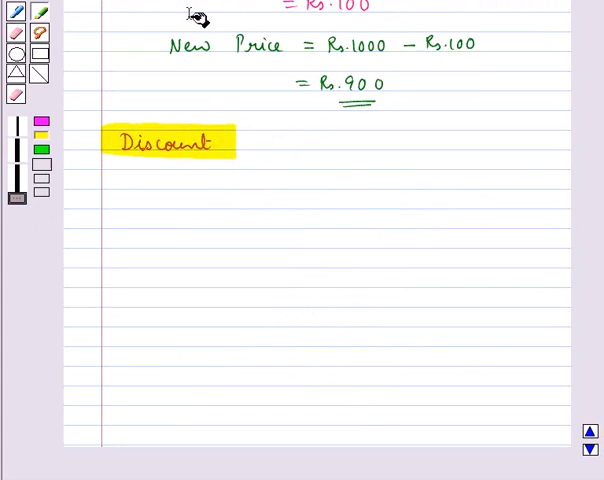 = Rs.100
New Price = Rs.1000 - Rs.100
= Rs.900
Discount